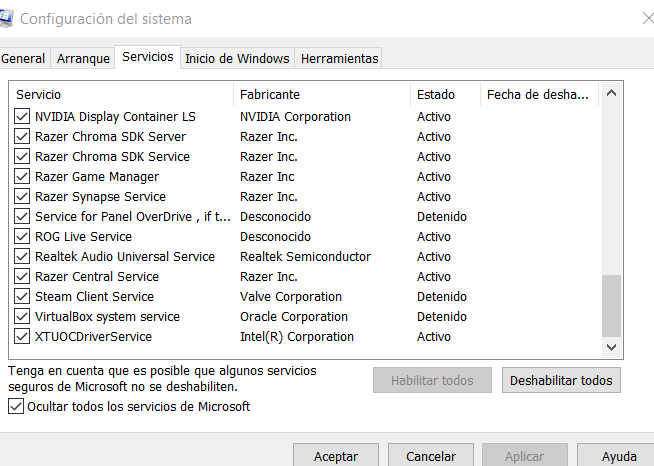 Configuración del sistema
General Arranque Servicios Inicio de Windows Herramientas
Servicio Fabricante Estado Fecha de desha...
NVIDIA Display Container LS NVIDIA Corporation Activo
Razer Chroma SDK Server Razer Inc. Activo
Razer Chroma SDK Service Razer Inc. Activo
Razer Game Manager Razer Inc Activo
Razer Synapse Service Razer Inc. Activo
Service for Panel OverDrive , if t... Desconocido Detenido
ROG Live Service Desconocido Activo
Realtek Audio Universal Service Realtek Semiconductor Activo
Razer Central Service Razer Inc. Activo
Steam Client Service Valve Corporation Detenido
VirtualBox system service Oracle Corporation Detenido
XTUOCDriverService Intel(R) Corporation Activo
Tenga en cuenta que es posible que algunos servicios
seguros de Microsoft no se deshabiliten.
Habilitar todos Deshabilitar todos
Ocultar todos los servicios de Microsoft
Aceptar Cancelar Aplicar Ayuda